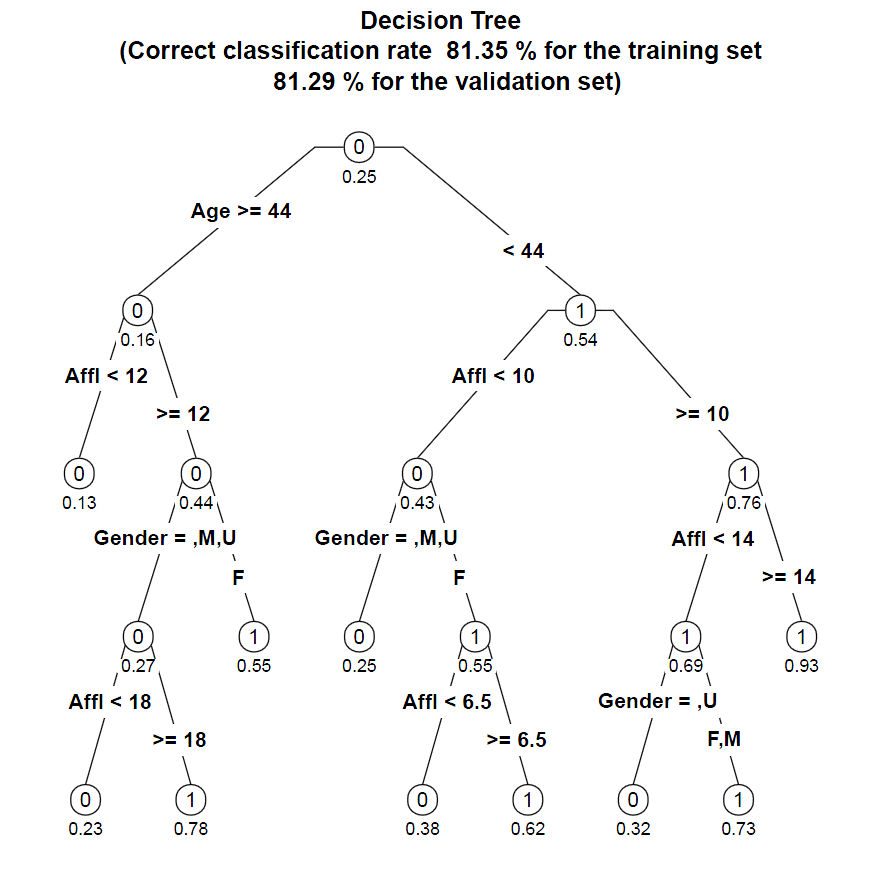 Decision Tree
(Correct classification rate  81.35 % for the training set
81.29 % for the validation set)
0
0.25
Age >= 44
< 44
0
1
0.16
0.54
Affl < 12
Affl < 10
>= 12
>= 10
0
0
0
1
0.13
0.44
0.43
0.76
Gender = ,M,U
Gender = ,M,U
Affl < 14
F
F
>= 14
0
1
0
1
1
1
0.27
0.55
0.25
0.55
0.69
0.93
Affl < 18
Affl < 6.5
Gender = ,U
>= 18
>= 6.5
F,M
0
1
0
1
0
1
0.23
0.78
0.38
0.62
0.32
0.73